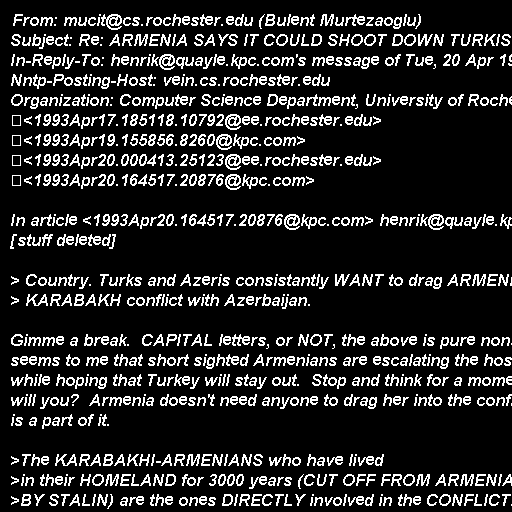 From: mucit@cs.rochester.edu (Bulent Murtezaoglu)
Subject: Re: ARMENIA SAYS IT COULD SHOOT DOWN TURKIS
In-Reply-To: henrik@quayle.kpc.com's message of Tue, 20 Apr 19
Nntp-Posting-Host: vein.cs.rochester.edu
Organization: Computer Science Department, University of Roche
<1993Apr17.185118.10792@ee.rochester.edu>
<1993Apr19.155856.8260@kpc.com>
<1993Apr20.000413.25123@ee.rochester.edu>
<1993Apr20.164517.20876@kpc.com>
In article <1993Apr20.164517.20876@kpc.com> henrik@quayle.kp
[stuff deleted]
> Country. Turks and Azeris consistantly WANT to drag ARMENI
> KARABAKH conflict with Azerbaijan.
Gimme a break.  CAPITAL letters, or NOT, the above is pure non
seems to me that short sighted Armenians are escalating the hos
while hoping that Turkey will stay out.  Stop and think for a mome
will you?  Armenia doesn't need anyone to drag her into the conf
is a part of it.
>The KARABAKHI-ARMENIANS who have lived
>in their HOMELAND for 3000 years (CUT OFF FROM ARMENIA
>BY STALIN) are the ones DIRECTLY involved in the CONFLICT.